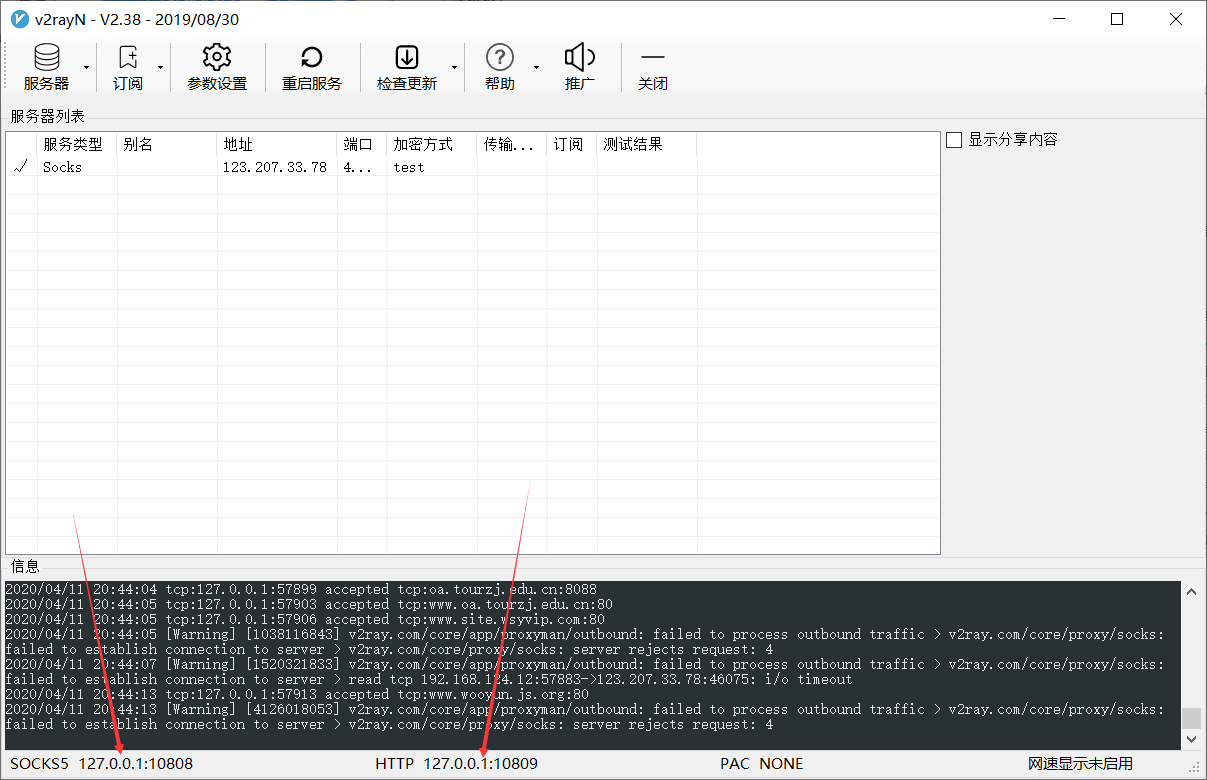 v2rayN - V2.38 - 2019/08/30
服务器 订阅 参数设置 重启服务 检查更新 帮助 推广 关闭
服务器列表
服务类型 别名 地址 端口 加密方式 传输... 订阅 测试结果
Socks 123.207.33.78 4... test
显示分享内容
信息
2020/04/11 20:44:04 tcp:127.0.0.1:57899 accepted tcp:oa.tourzj.edu.cn:8088
2020/04/11 20:44:05 tcp:127.0.0.1:57903 accepted tcp:www.oa.tourzj.edu.cn:80
2020/04/11 20:44:05 tcp:127.0.0.1:57906 accepted tcp:www.site.wsyvip.com:80
2020/04/11 20:44:05 [Warning] [1038116843] v2ray.com/core/app/proxyman/outbound: failed to process outbound traffic > v2ray.com/core/proxy/socks:
failed to establish connection to server > v2ray.com/core/proxy/socks: server rejects request: 4
2020/04/11 20:44:07 [Warning] [1520321833] v2ray.com/core/app/proxyman/outbound: failed to process outbound traffic > v2ray.com/core/proxy/socks:
failed to establish connection to server > read tcp 192.168.124.12:57883->123.207.33.78:46075: i/o timeout
2020/04/11 20:44:13 tcp:127.0.0.1:57913 accepted tcp:www.wooyun.js.org:80
2020/04/11 20:44:13 [Warning] [4126018053] v2ray.com/core/app/proxyman/outbound: failed to process outbound traffic > v2ray.com/core/proxy/socks:
failed to establish connection to server > v2ray.com/core/proxy/socks: server rejects request: 4
SOCKS5 127.0.0.1:10808 HTTP 127.0.0.1:10809 PAC NONE 网速显示未启用